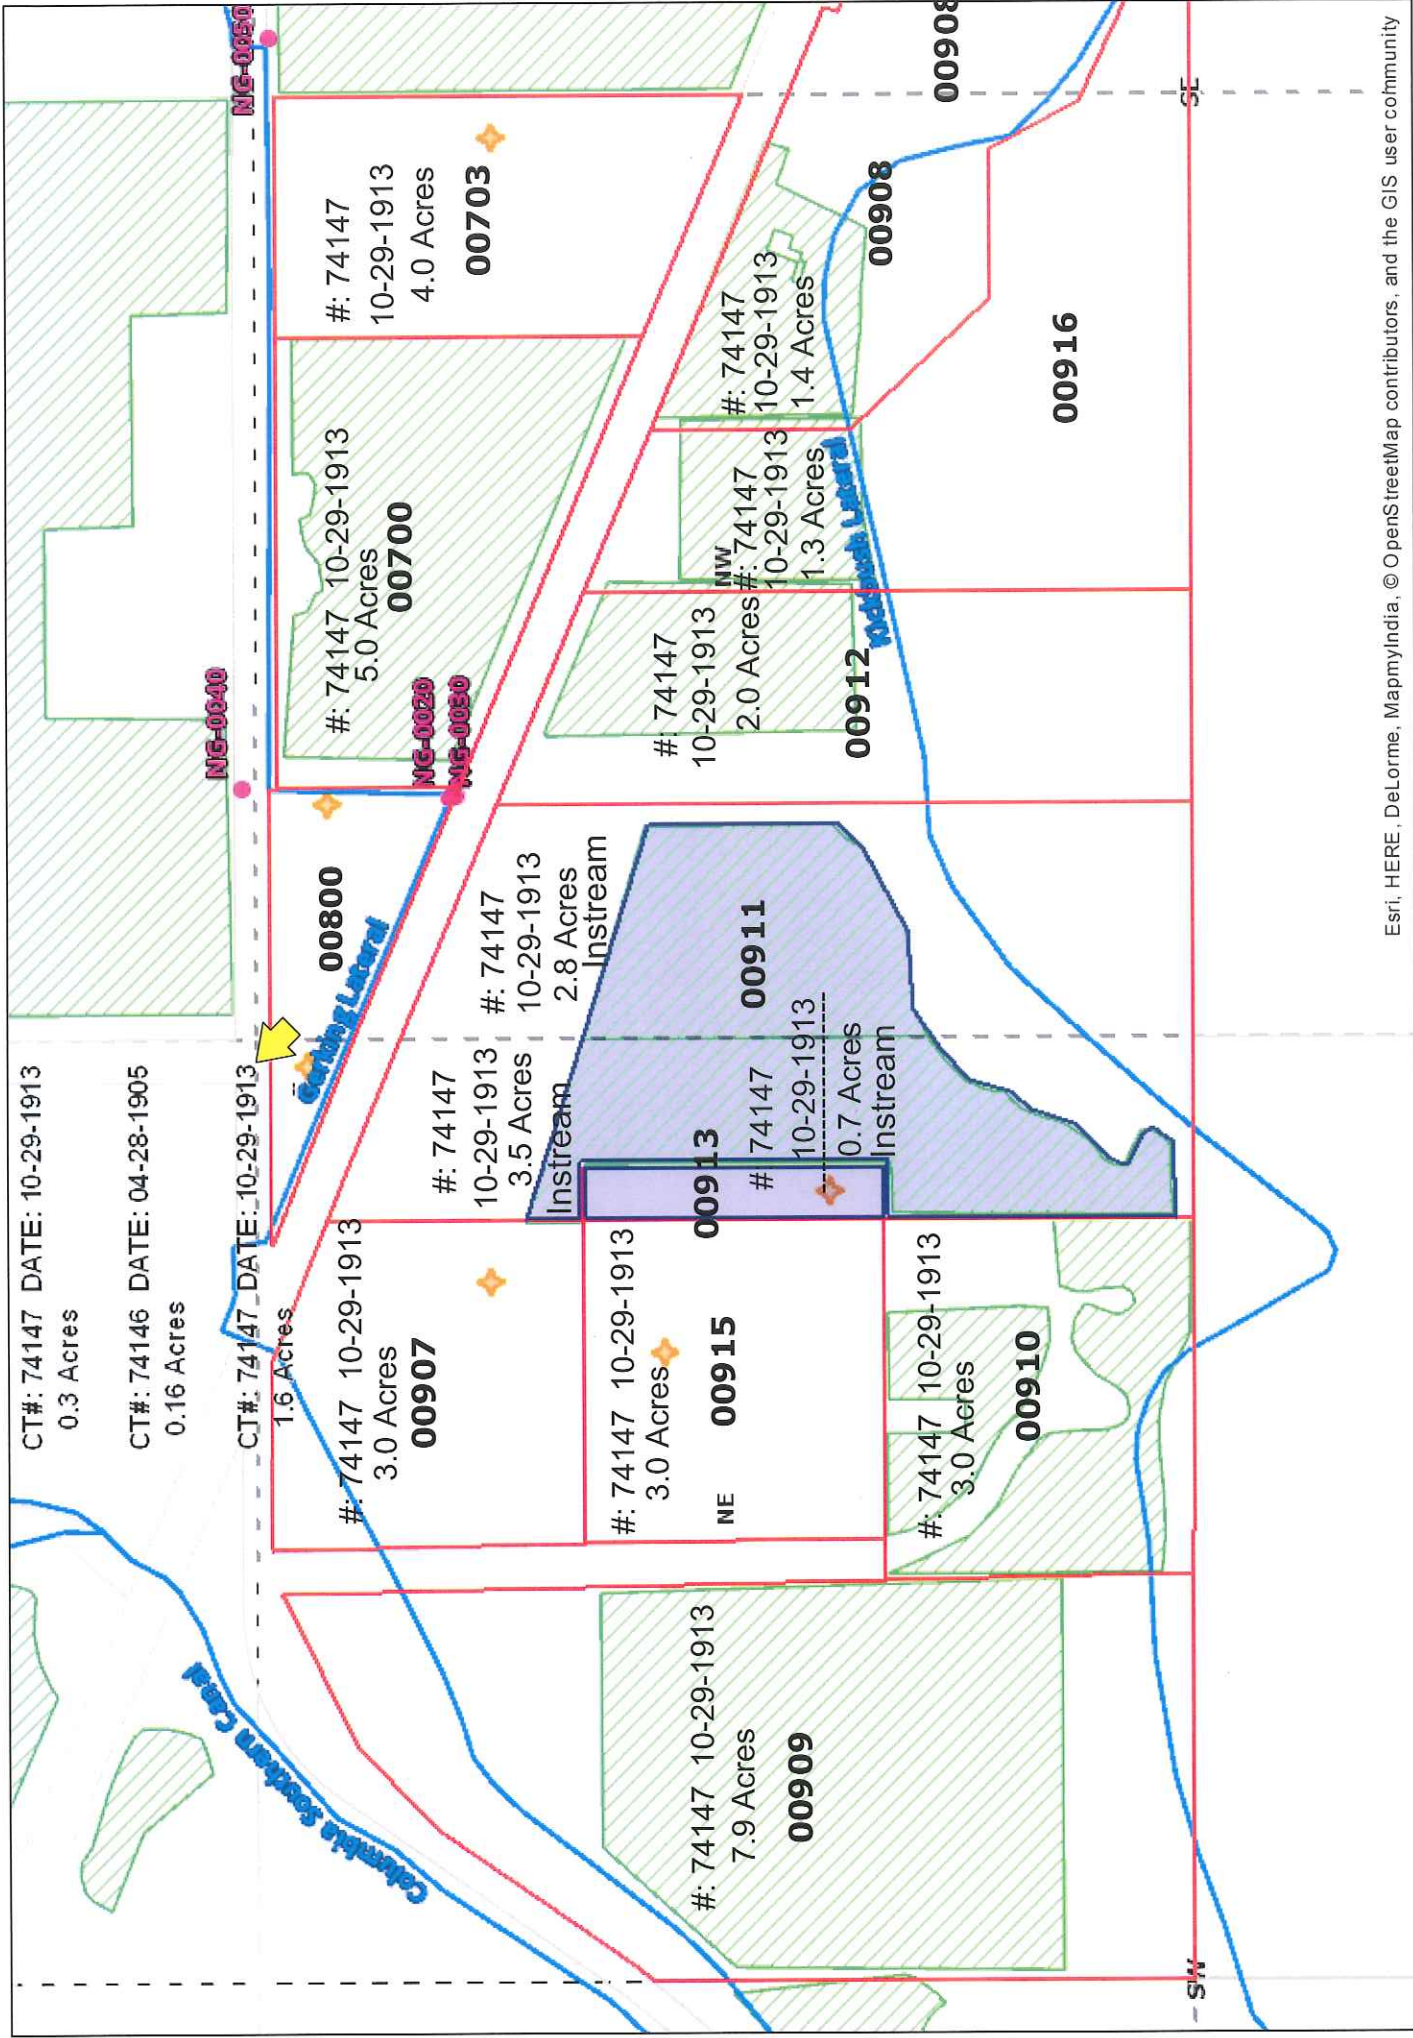 CT#: 74147 DATE: 10-29-1913
0.3 Acres
CT#: 74146 DATE: 04-28-1905
0.16 Acres
CT#: 74147 DATE: 10-29-1913
1.6 Acres
NG-0040
NG-0050
Columbia Southern Canal
Gerking Lateral
00800
NG-0020
NG-0030
#: 74147 10-29-1913
5.0 Acres
00700
#: 74147
10-29-1913
4.0 Acres
00703
#: 74147 10-29-1913
3.0 Acres
00907
#: 74147
10-29-1913
3.5 Acres
Instream
#: 74147
10-29-1913
2.8 Acres
Instream
00911
#: 74147 10-29-1913
3.0 Acres
00915
NE
00913
# 74147
10-29-1913
0.7 Acres
Instream
#: 74147
10-29-1913
2.0 Acres
00912
NW
#: 74147
10-29-1913
1.3 Acres
Kickbush Lateral
#: 74147
10-29-1913
1.4 Acres
00908
00908
#: 74147 10-29-1913
7.9 Acres
00909
#: 74147 10-29-1913
3.0 Acres
00910
00916
SE
Esri, HERE, DeLorme, MapmyIndia, © OpenStreetMap contributors, and the GIS user community